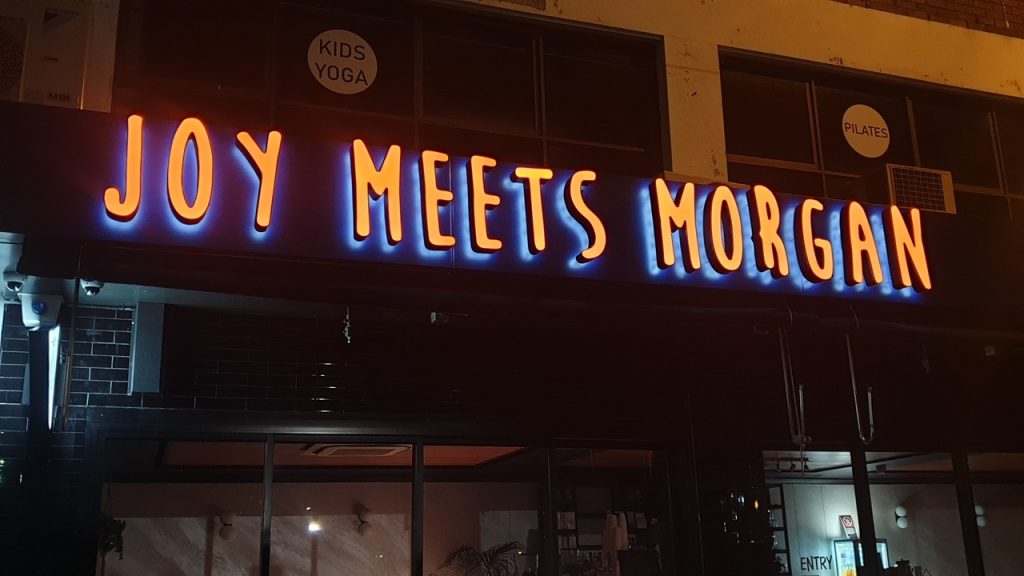 KIDS
YOGA
PILATES
JOY MEETS MORGAN
ENTRY